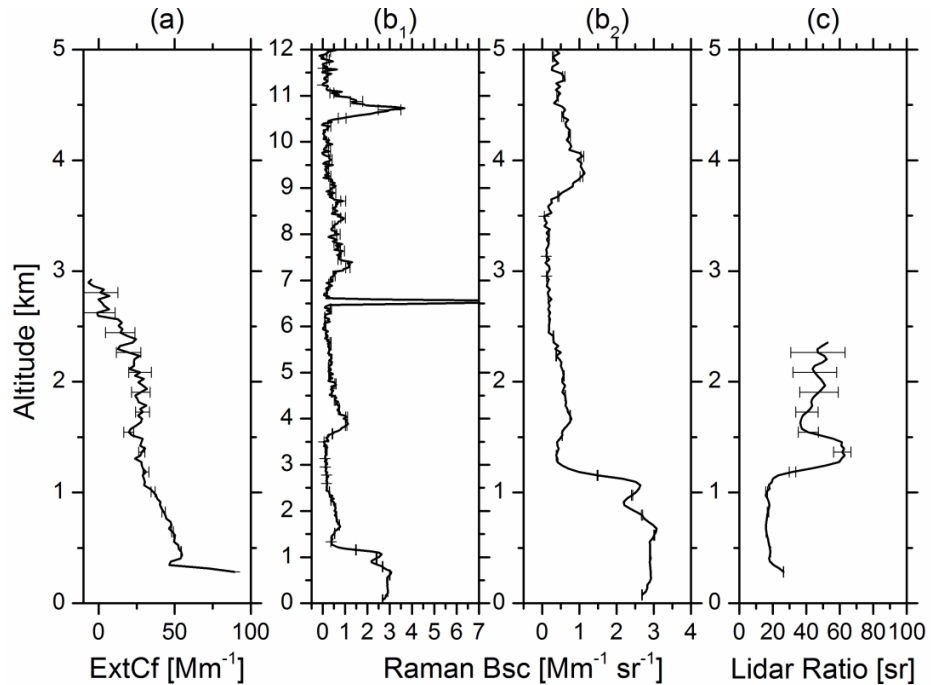 (a) (b₁) (b₂) (c)
5 12 5 5
11
10
4 4 4
9
8
3 7 3 3
6
2 5 2 2
4
3
1 1 1
2
1
0 0 0 0
0 50 100 0 1 2 3 4 5 6 7 0 1 2 3 4 0 20 40 60 80 100
Altitude [km]
ExtCf [Mm⁻¹] Raman Bsc [Mm⁻¹ sr⁻¹] Lidar Ratio [sr]